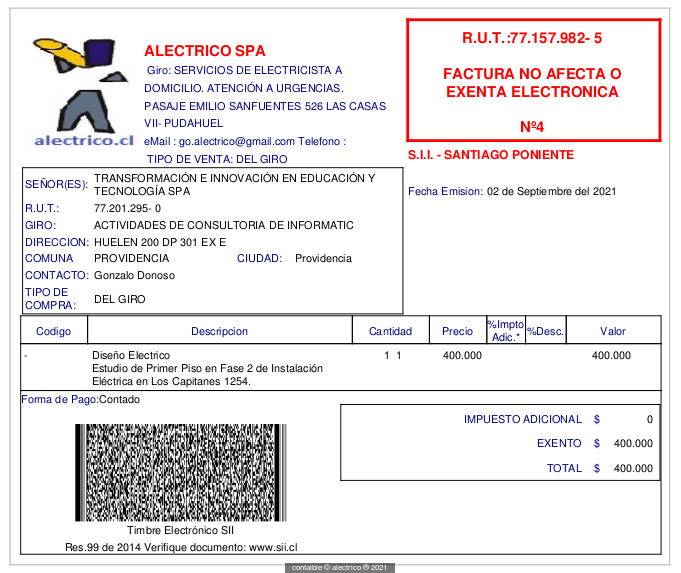 alectrico.cl
ALECTRICO SPA
Giro: SERVICIOS DE ELECTRICISTA A
DOMICILIO. ATENCIÓN A URGENCIAS.
PASAJE EMILIO SANFUENTES 526 LAS CASAS
VII- PUDAHUEL
eMail : go.alectrico@gmail.com Telefono :
TIPO DE VENTA: DEL GIRO
R.U.T.:77.157.982- 5
FACTURA NO AFECTA O
EXENTA ELECTRONICA
Nº4
S.I.I. - SANTIAGO PONIENTE
Fecha Emision: 02 de Septiembre del 2021
SEÑOR(ES): TRANSFORMACIÓN E INNOVACIÓN EN EDUCACIÓN Y
TECNOLOGÍA SPA
R.U.T.: 77.201.295- 0
GIRO: ACTIVIDADES DE CONSULTORIA DE INFORMATIC
DIRECCION: HUELEN 200 DP 301 EX E
COMUNA PROVIDENCIA CIUDAD: Providencia
CONTACTO: Gonzalo Donoso
TIPO DE
COMPRA: DEL GIRO
Codigo Descripcion Cantidad Precio %Impto Adic.* %Desc. Valor
- Diseño Electrico 1 1 400.000 400.000
Estudio de Primer Piso en Fase 2 de Instalación
Eléctrica en Los Capitanes 1254.
Forma de Pago:Contado
IMPUESTO ADICIONAL $ 0
EXENTO $ 400.000
TOTAL $ 400.000
Timbre Electrónico SII
Res.99 de 2014 Verifique documento: www.sii.cl
contaible © alectrico ® 2021